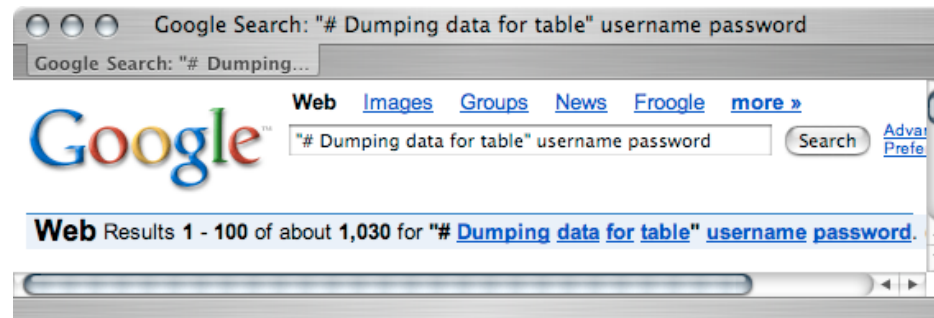 Google Search: "# Dumping data for table" username password
Google Search: "# Dumping...
Web Images Groups News Froogle more »
Google™
"# Dumping data for table" username password Search
Web Results 1 - 100 of about 1,030 for "# Dumping data for table" username password.